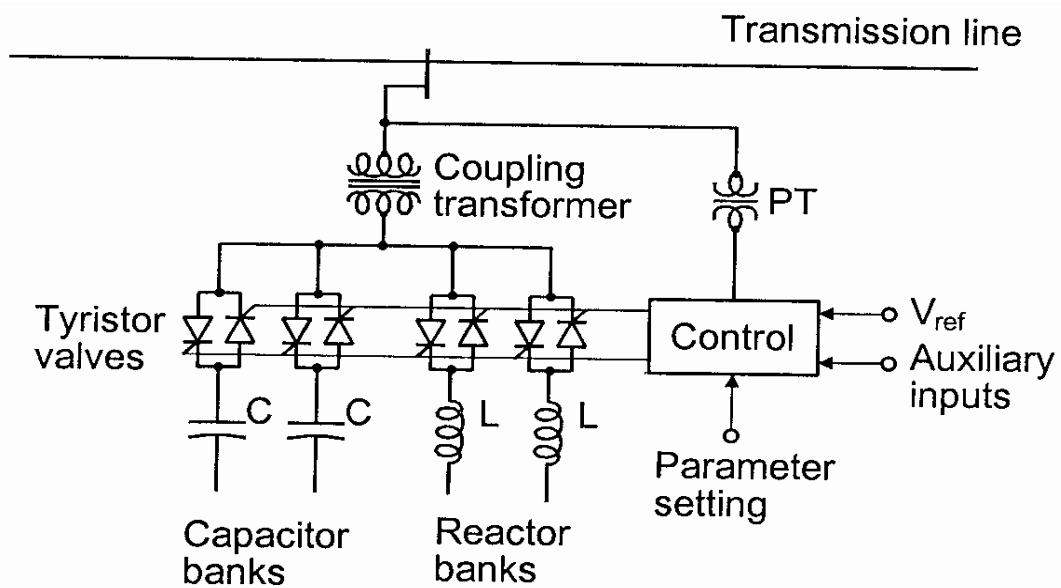 Transmission line
Coupling
transformer
PT
Tyristor
valves
Control
V_ref
Auxiliary
inputs
C
C
L
L
Parameter
setting
Capacitor
banks
Reactor
banks